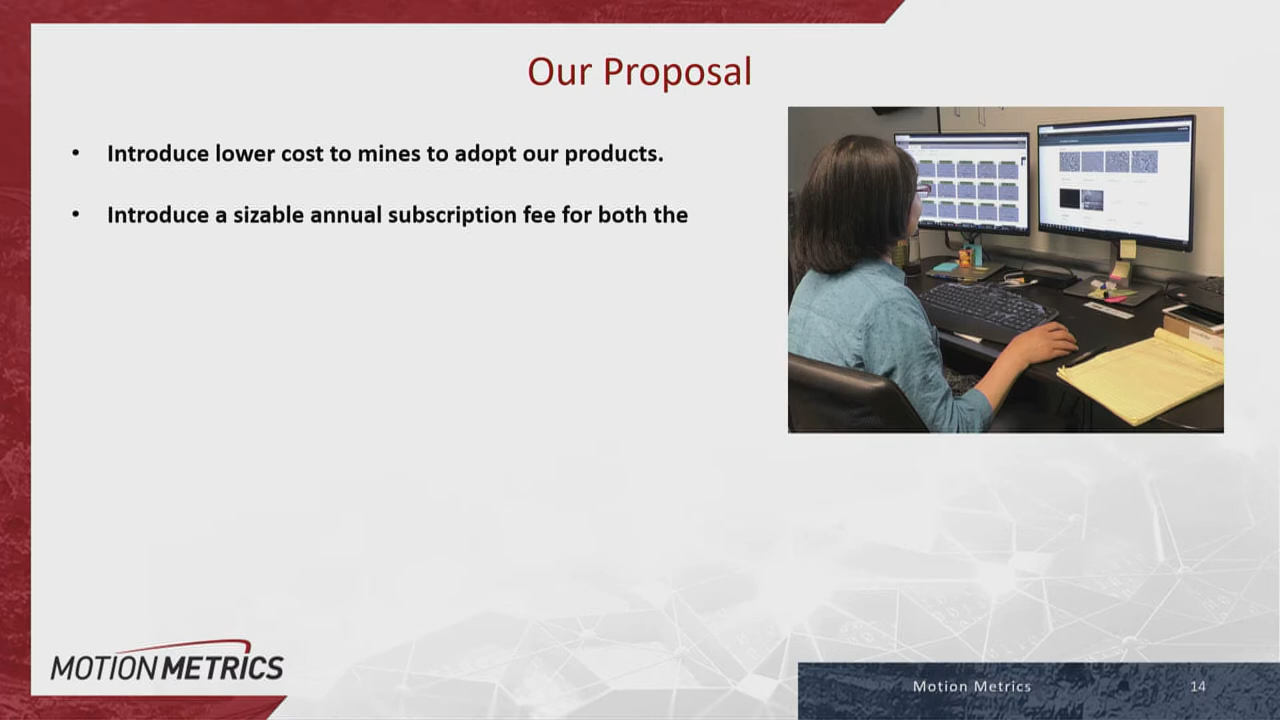 Our Proposal
• Introduce lower cost to mines to adopt our products.
• Introduce a sizable annual subscription fee for both the
MOTION METRICS
Motion Metrics 14